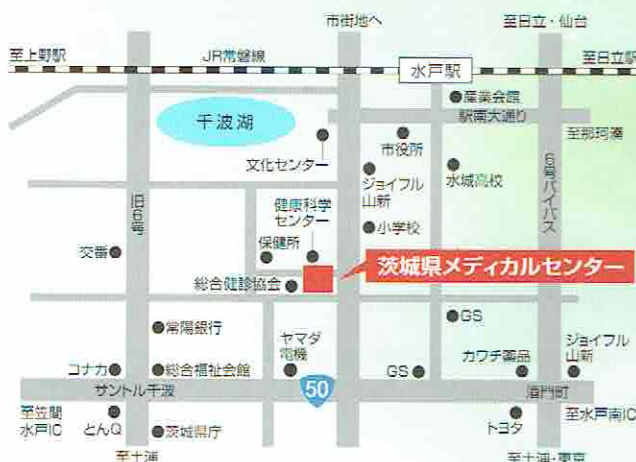 市街地へ
至日立・仙台
至上野駅
JR常磐線
水戸駅
至日立駅
産業会館
駅南大通り
千波湖
市役所
至那珂湊
文化センター
ジョイフル
山新
水城高校
6号バイパス
旧6号
健康科学
センター
小学校
保健所
交番
茨城県メディカルセンター
総合健診協会
GS
常陽銀行
ヤマダ
電機
カワチ薬品
ジョイフル
山新
コナカ
総合福祉会館
GS
サントル千波
50
酒門町
至笠間
水戸IC
とんQ
茨城県庁
トヨタ
至水戸南IC
至土浦
至土浦・東京